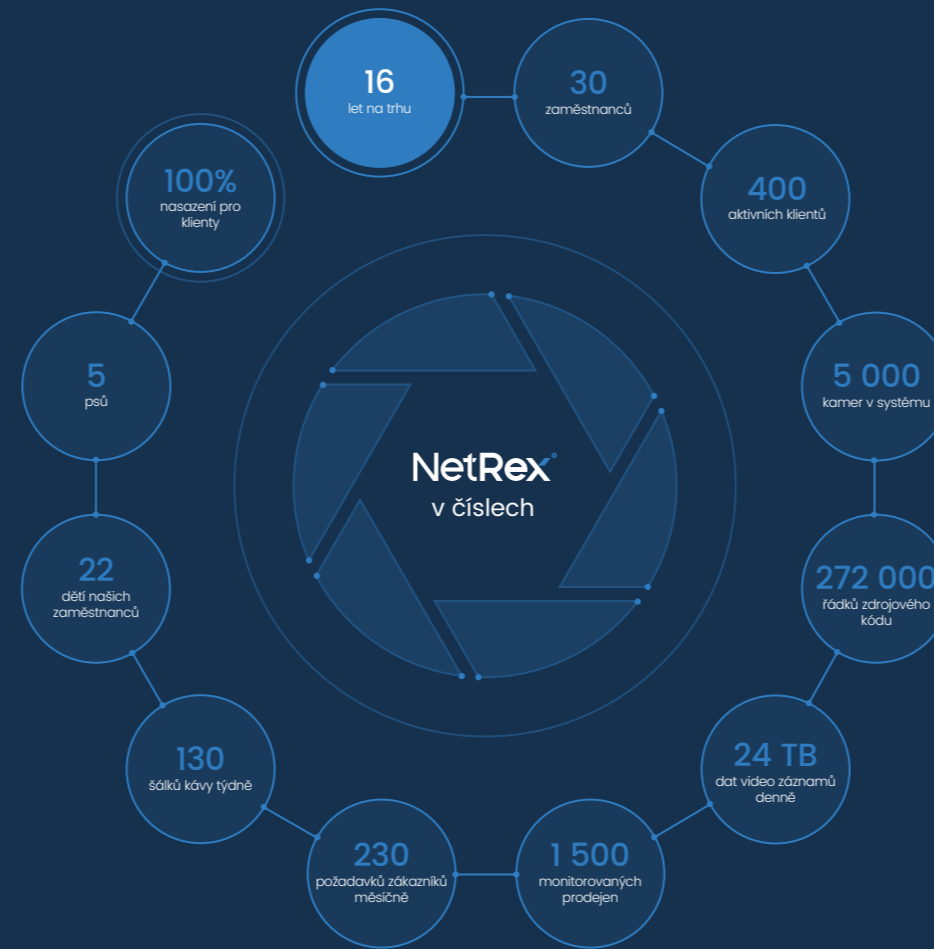 16
let na trhu
30
zaměstnanců
400
aktivních klientů
5 000
kamer v systému
272 000
řádků zdrojového
kódu
24 TB
dat video záznamů
denně
1 500
monitorovaných
prodejen
230
požadavků zákazníků
měsíčně
130
šálků kávy týdně
22
dětí našich
zaměstnanců
5
psů
100%
nasazení pro
klienty
NetRex
v číslech